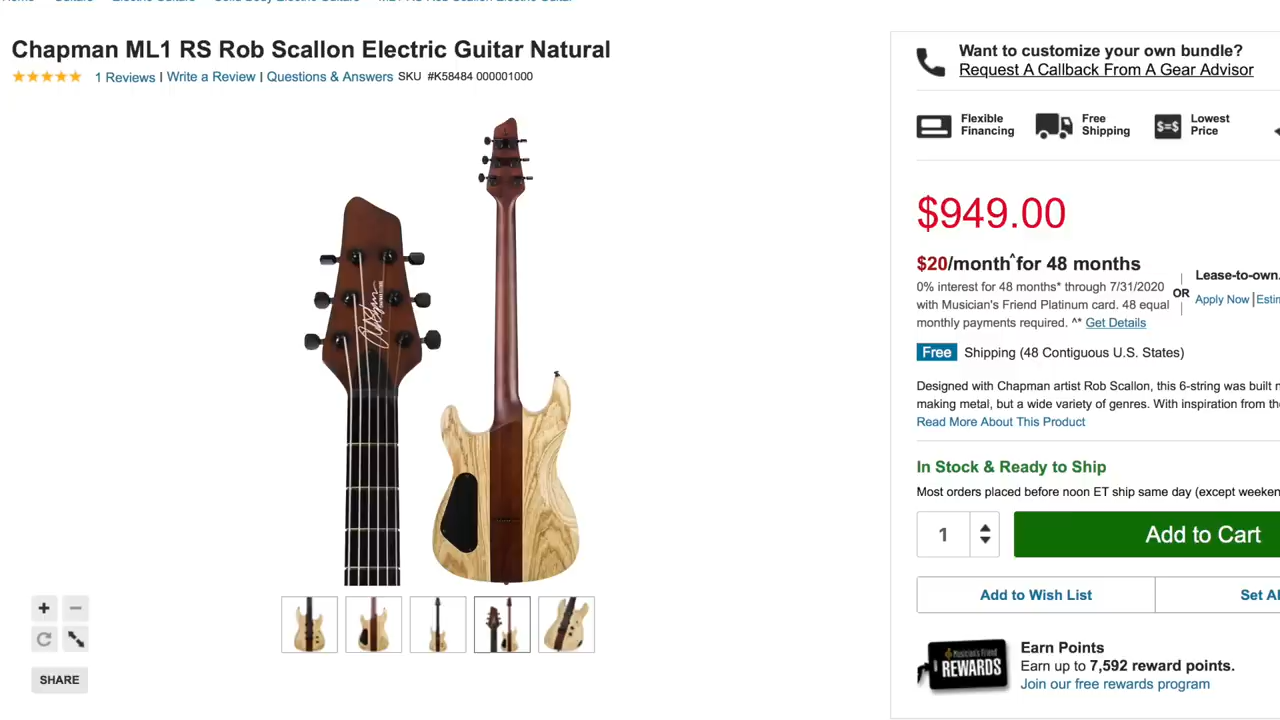 Chapman ML1 RS Rob Scallon Electric Guitar Natural
1 Reviews | Write a Review | Questions & Answers SKU #K58484 000001000
Chapman
Want to customize your own bundle?
Request A Callback From A Gear Advisor
Flexible Financing
Free Shipping
$=$
Lowest Price
$949.00
$20/month^for 48 months
0% interest for 48 months* through 7/31/2020
with Musician's Friend Platinum card. 48 equal
monthly payments required. ^* Get Details
OR
Lease-to-own.
Apply Now |
Free Shipping (48 Contiguous U.S. States)
Designed with Chapman artist Rob Scallon, this 6-string was built
making metal, but a wide variety of genres. With inspiration from
Read More About This Product
In Stock & Ready to Ship
Most orders placed before noon ET ship same day (except
1
Add to Cart
Add to Wish List
Set
SHARE
Musician's Friend
REWARDS
Earn Points
Earn up to 7,592 reward points.
Join our free rewards program